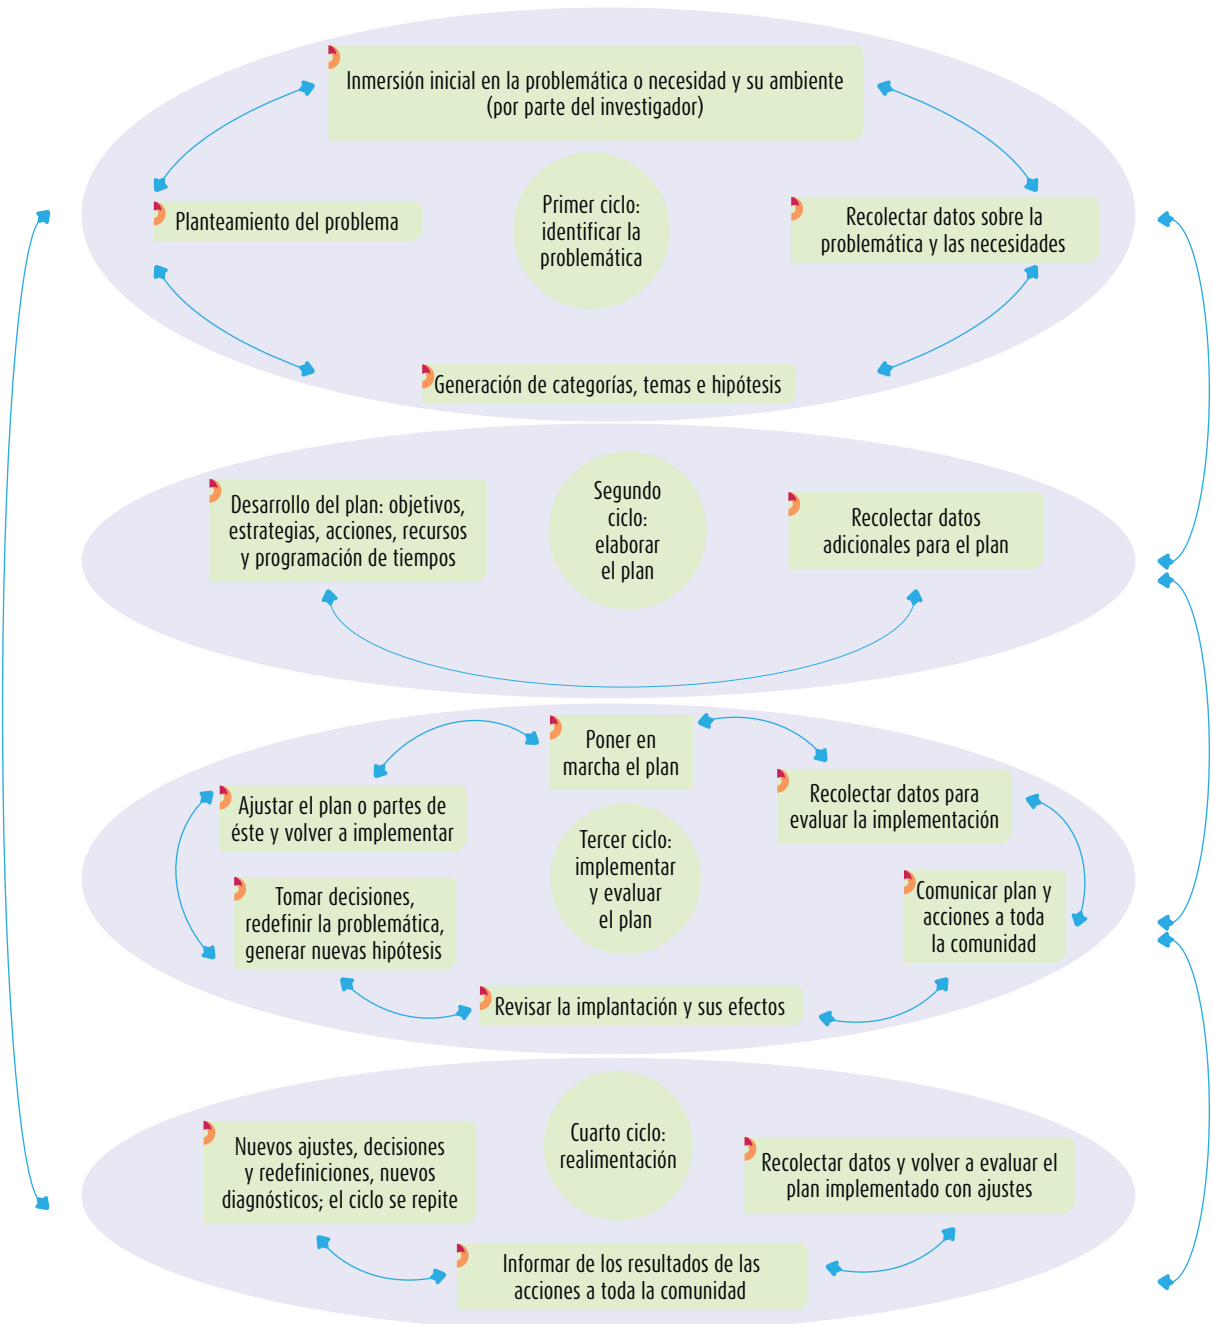 Inmersión inicial en la problemática o necesidad y su ambiente
(por parte del investigador)
Planteamiento del problema
Primer ciclo:
identificar la
problemática
Recolectar datos sobre la
problemática y las necesidades
Generación de categorías, temas e hipótesis
Desarrollo del plan: objetivos,
estrategias, acciones, recursos
y programación de tiempos
Segundo
ciclo:
elaborar
el plan
Recolectar datos
adicionales para el plan
Poner en
marcha el plan
Ajustar el plan o partes de
éste y volver a implementar
Recolectar datos para
evaluar la implementación
Tercer ciclo:
implementar
y evaluar
el plan
Tomar decisiones,
redefinir la problemática,
generar nuevas hipótesis
Comunicar plan y
acciones a toda
la comunidad
Revisar la implantación y sus efectos
Cuarto ciclo:
realimentación
Nuevos ajustes, decisiones
y redefiniciones, nuevos
diagnósticos; el ciclo se repite
Recolectar datos y volver a evaluar el
plan implementado con ajustes
Informar de los resultados de las
acciones a toda la comunidad